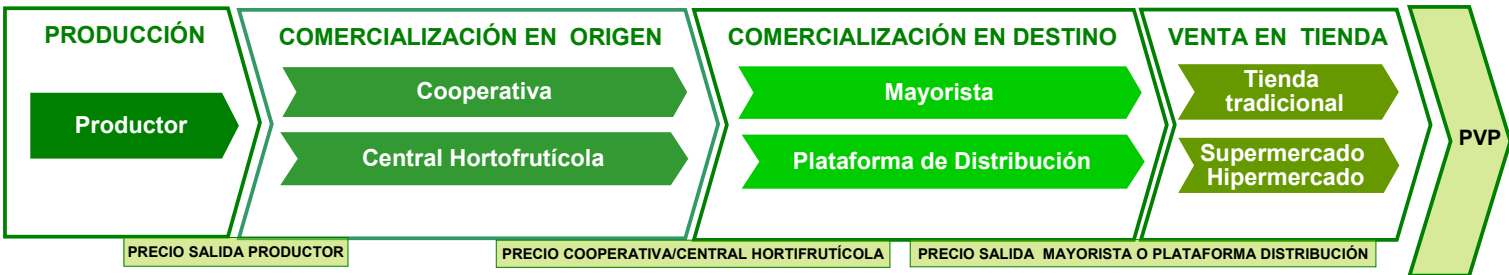 PRODUCCIÓN
Productor
COMERCIALIZACIÓN EN ORIGEN
Cooperativa
Central Hortofrutícola
COMERCIALIZACIÓN EN DESTINO
Mayorista
Plataforma de Distribución
VENTA EN TIENDA
Tienda
tradicional
Supermercado
Hipermercado
PVP
PRECIO SALIDA PRODUCTOR
PRECIO COOPERATIVA/CENTRAL HORTIFRUTÍCOLA
PRECIO SALIDA MAYORISTA O PLATAFORMA DISTRIBUCIÓN